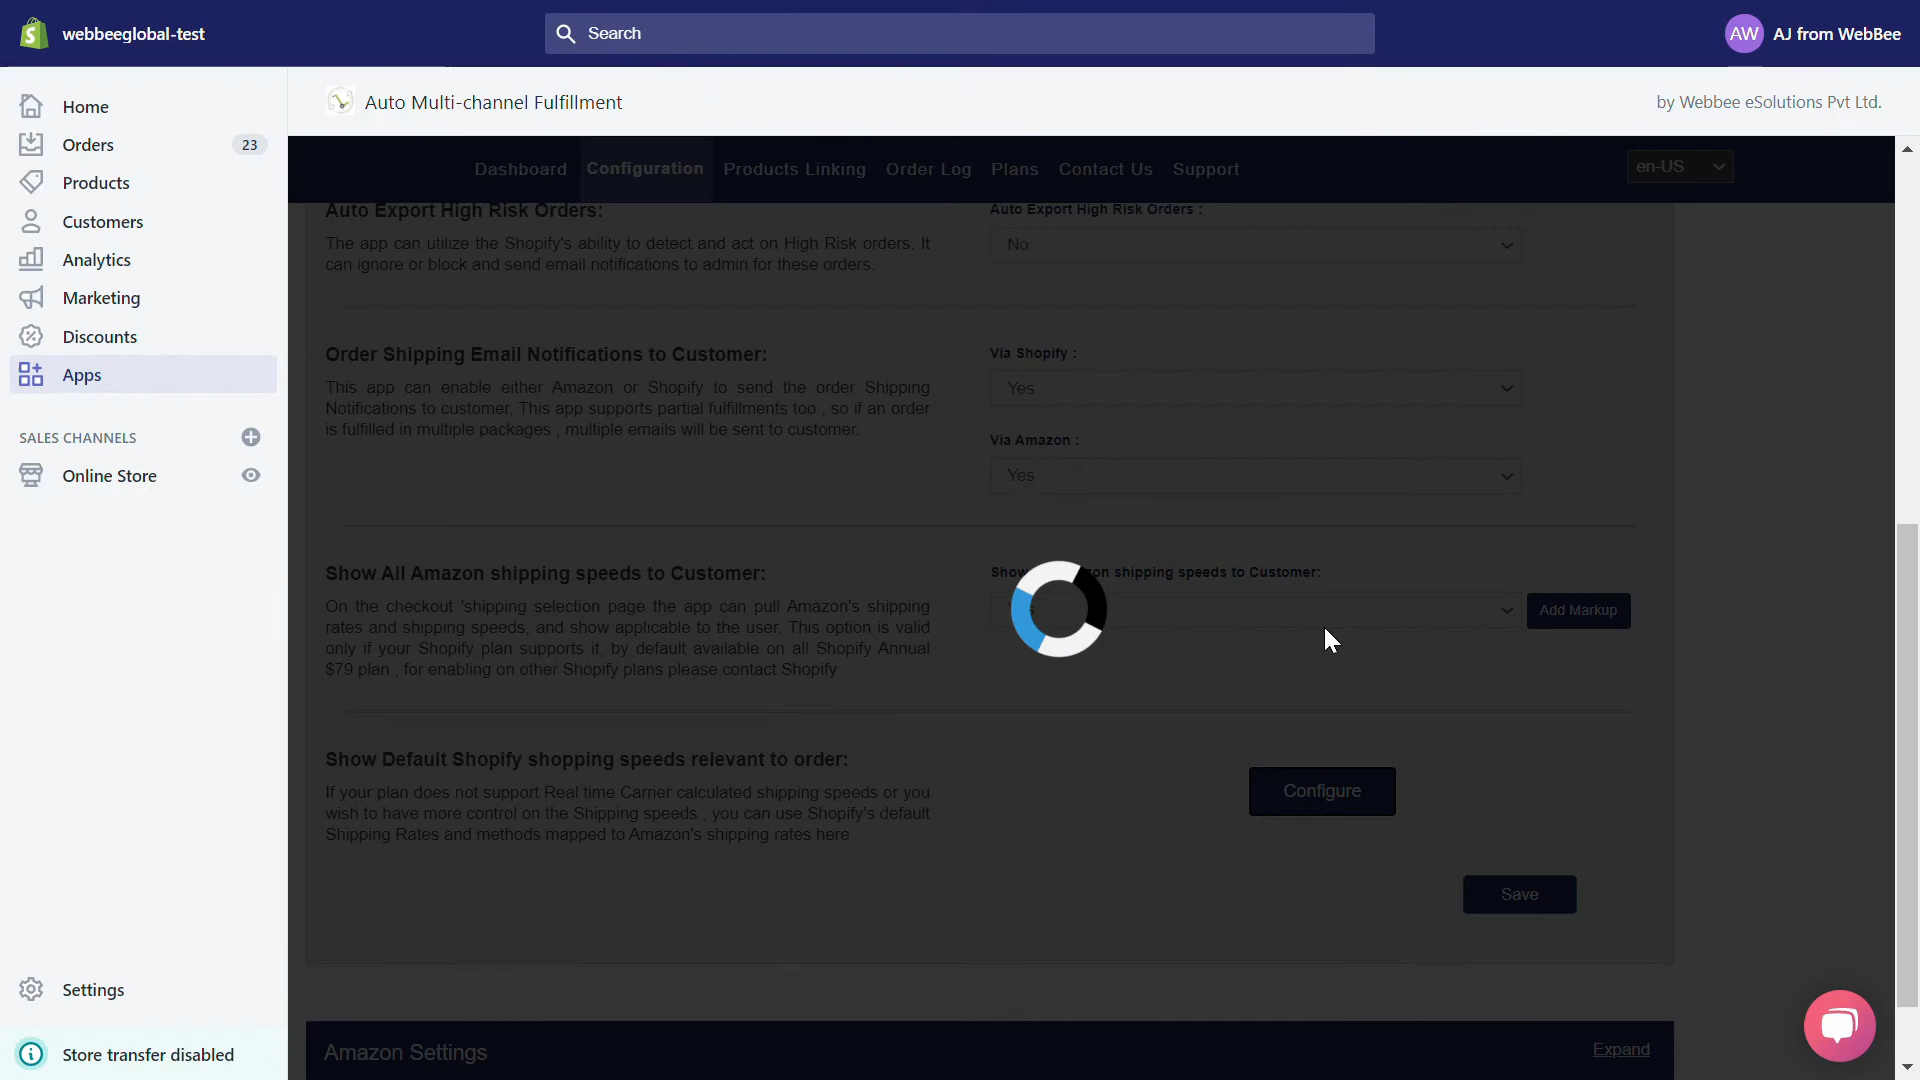 webbeeglobal-test
Search
AW AJ from WebBee
Home
Orders 23
Products
Customers
Analytics
Marketing
Discounts
Apps
SALES CHANNELS
Online Store
Settings
Store transfer disabled
Auto Multi-channel Fulfillment
by Webbee eSolutions Pvt Ltd.
Dashboard Configuration Products Linking Order Log Plans Contact Us Support
en-US
Auto Export High Risk Orders:
The app can utilize the Shopify's ability to detect and act on High Risk orders. It
can ignore or block and send email notifications to admin for these orders.
Auto Export High Risk Orders :
No
Order Shipping Email Notifications to Customer:
This app can enable either Amazon or Shopify to send the order Shipping
Notifications to customer, This app supports partial fulfillments too , so if an order
is fulfilled in multiple packages , multiple emails will be sent to customer.
Via Shopify :
Yes
Via Amazon :
Yes
Show All Amazon shipping speeds to Customer:
On the checkout 'shipping selection page the app can pull Amazon's shipping
rates and shipping speeds, and show applicable to the user. This option is valid
only if your Shopify plan supports it, by default available on all Shopify Annual
$79 plan , for enabling on other Shopify plans please contact Shopify
shipping speeds to Customer:
Add Markup
Show Default Shopify shopping speeds relevant to order:
If your plan does not support Real time Carrier calculated shipping speeds or you
wish to have more control on the Shipping speeds , you can use Shopify's default
Shipping Rates and methods mapped to Amazon's shipping rates here
Configure
Save
Amazon Settings
Expand